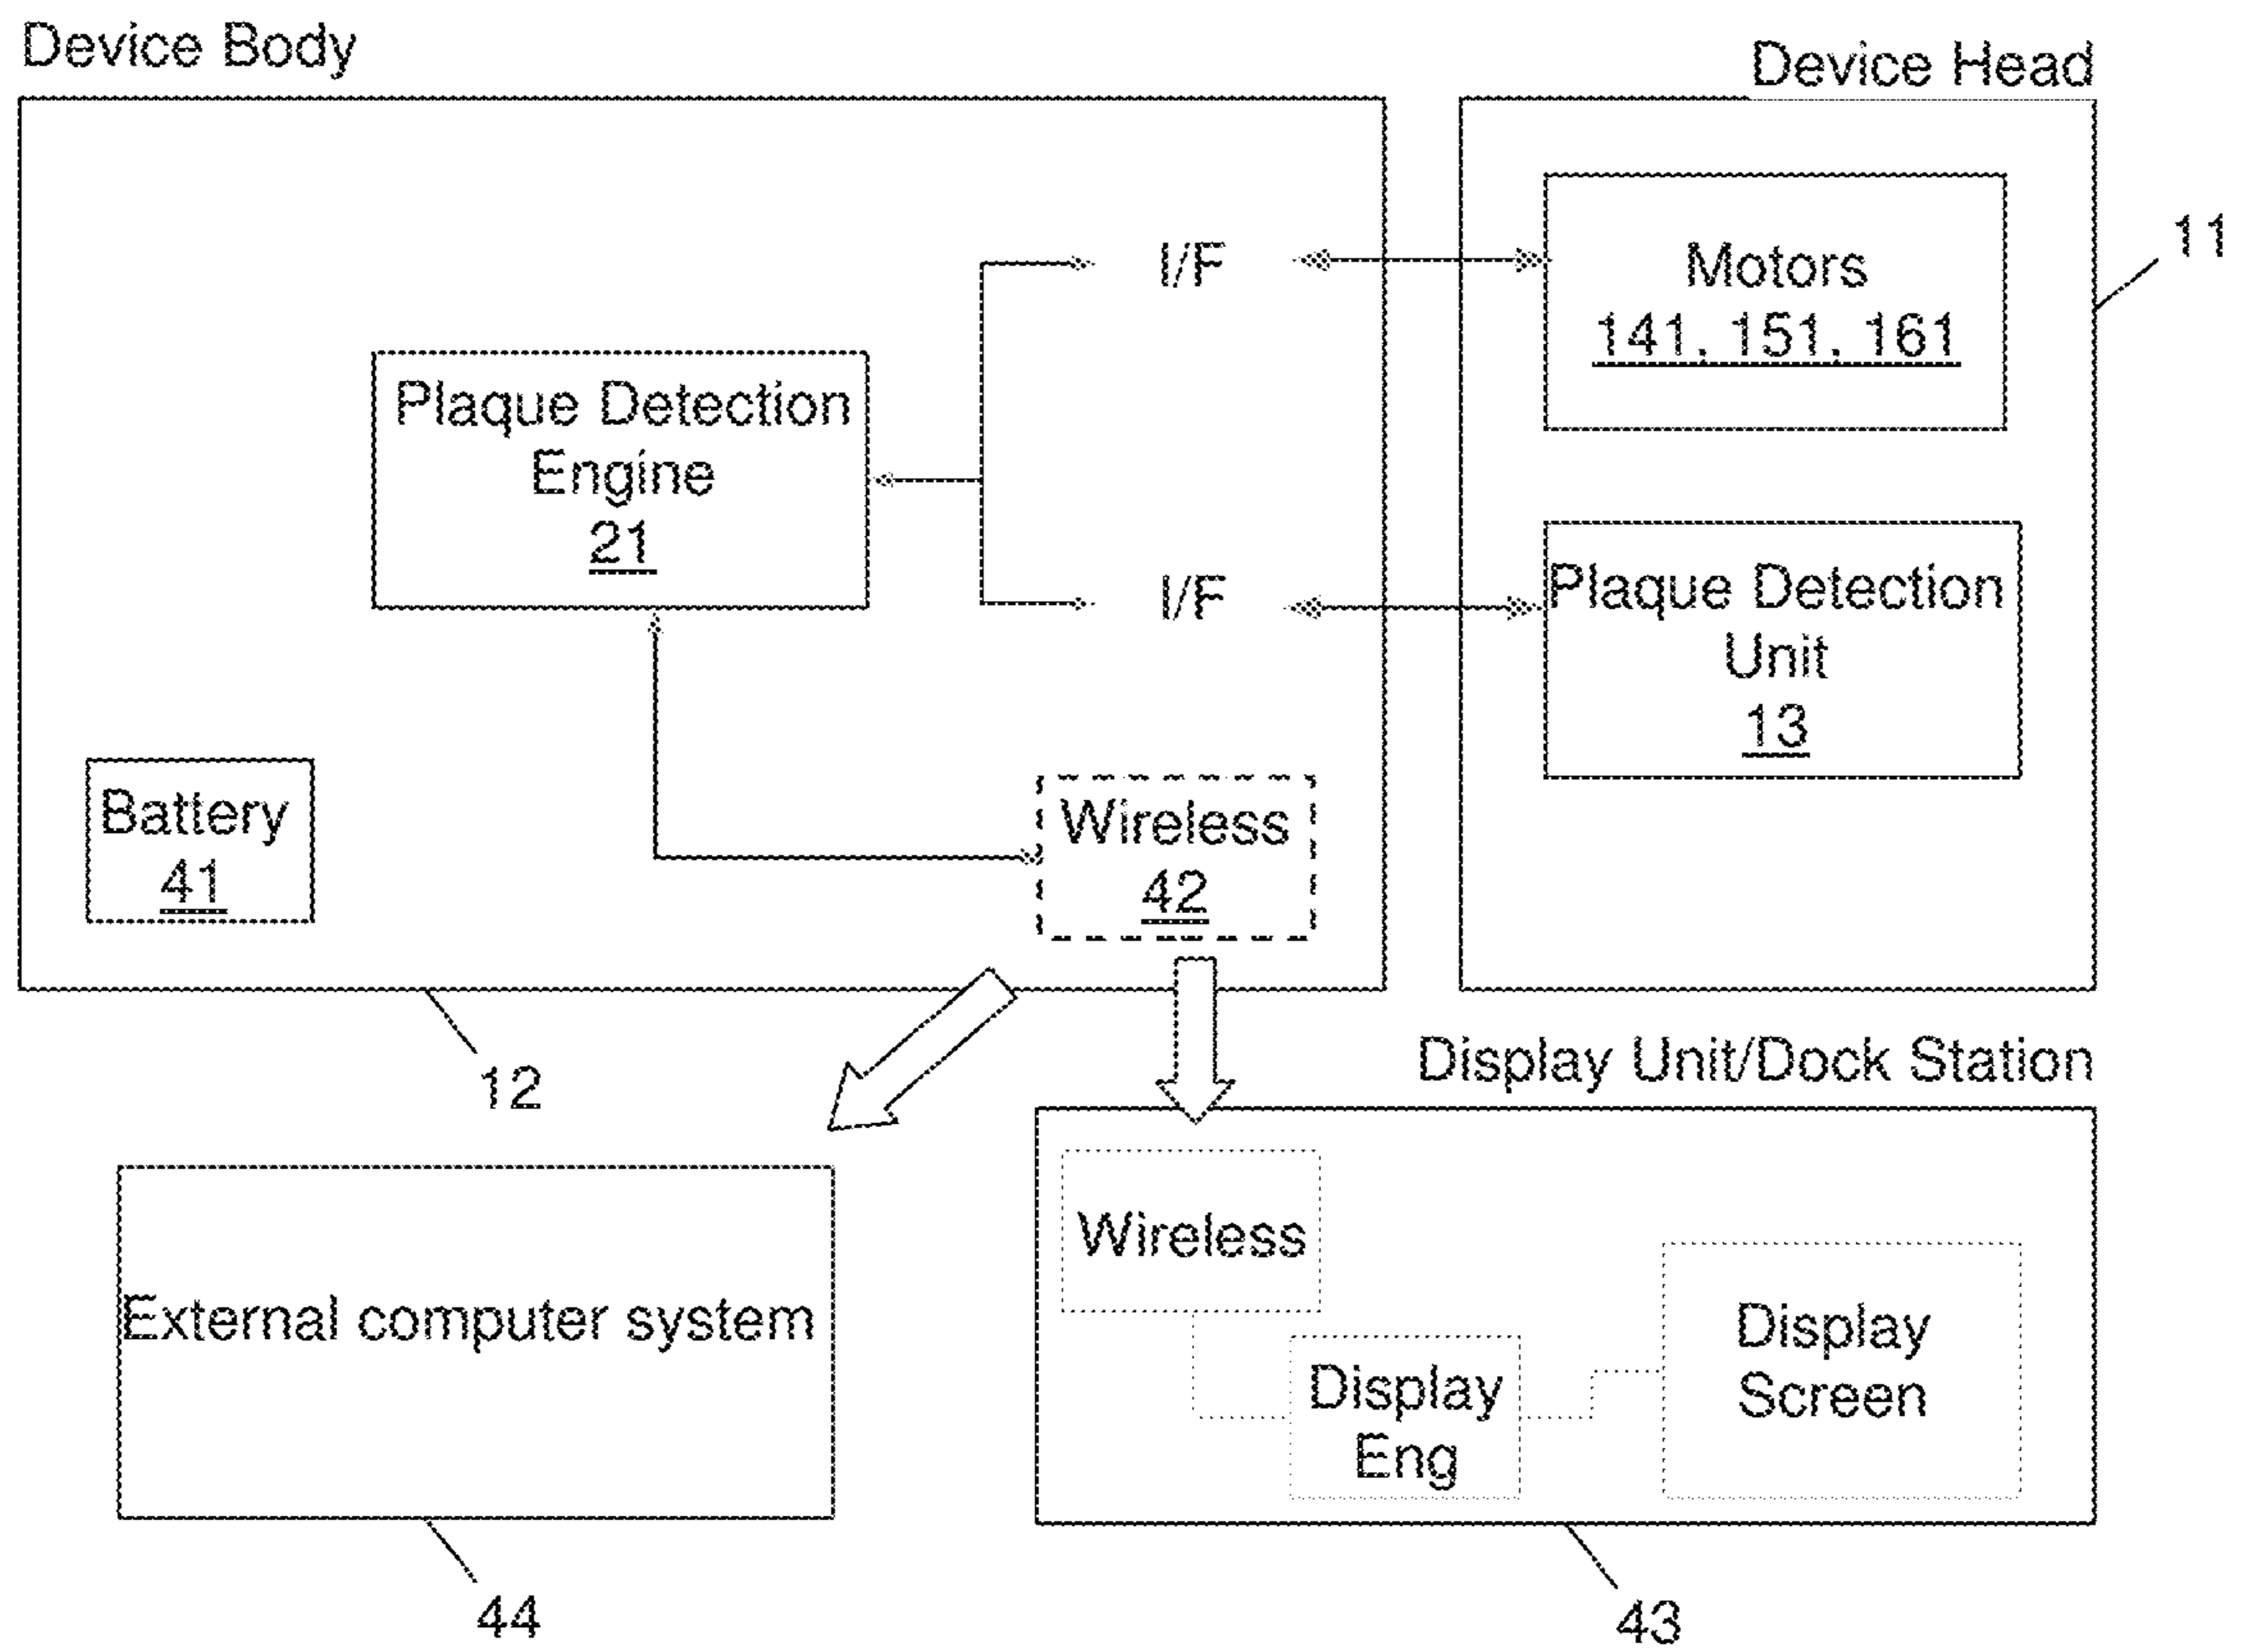 Device Body
Device Head
I/F
Motors
141, 151, 161
11
Plaque Detection
Engine
21
I/F
Plaque Detection
Unit
13
Battery
41
Wireless
42
12
Display Unit/Dock Station
External computer system
Wireless
Display
Eng
Display
Screen
44
43